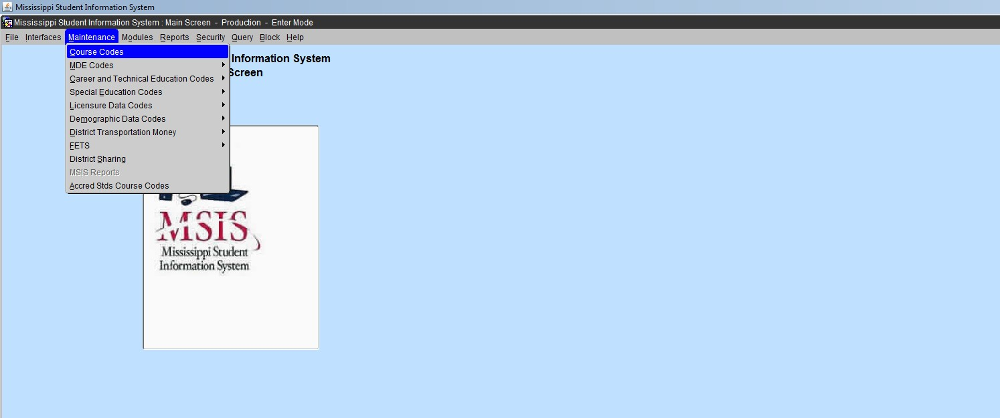 Mississippi Student Information System
Mississippi Student Information System : Main Screen - Production - Enter Mode
File Interfaces Maintenance Modules Reports Security Query Block Help
Course Codes
Information System
MDE Codes
Screen
Career and Technical Education Codes
Special Education Codes
Licensure Data Codes
Demographic Data Codes
District Transportation Money
FETS
District Sharing
MSIS Reports
Accred Stds Course Codes
MSIS
Mississippi Student
Information System